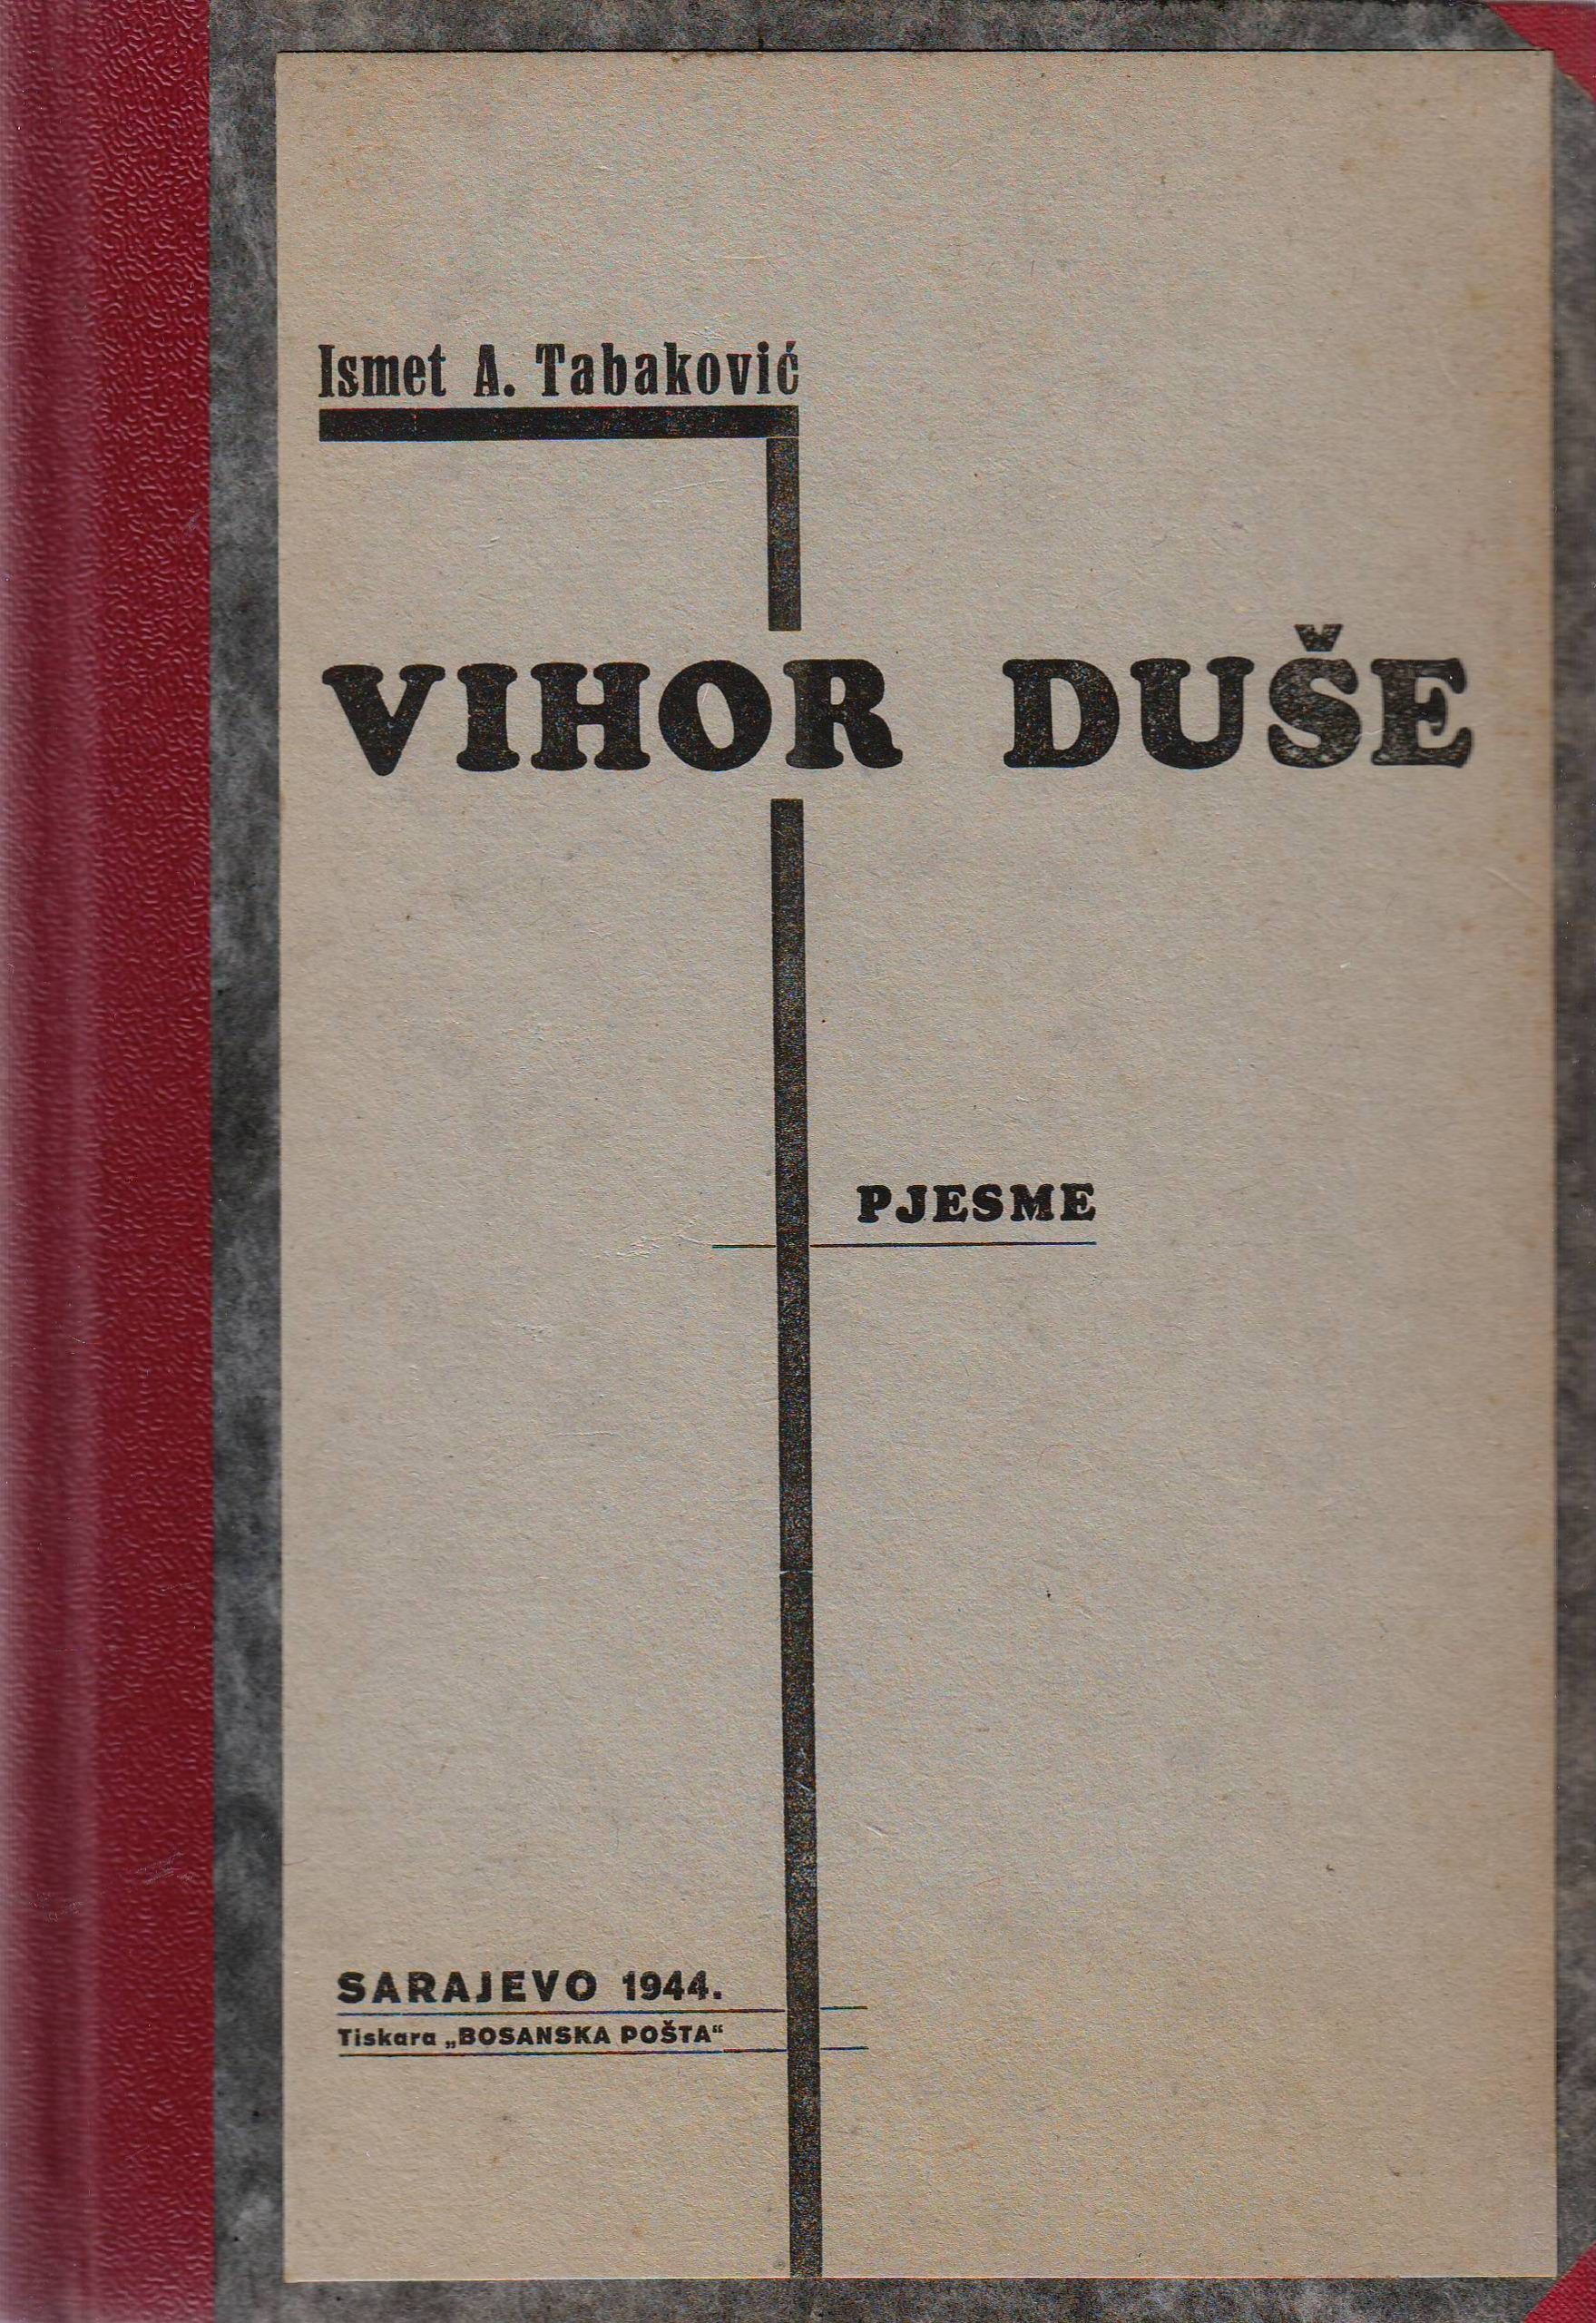 Ismet A. Tabaković
VIHOR DUŠE
PJESME
SARAJEVO 1944.
Tiskara „BOSANSKA POŠTA“